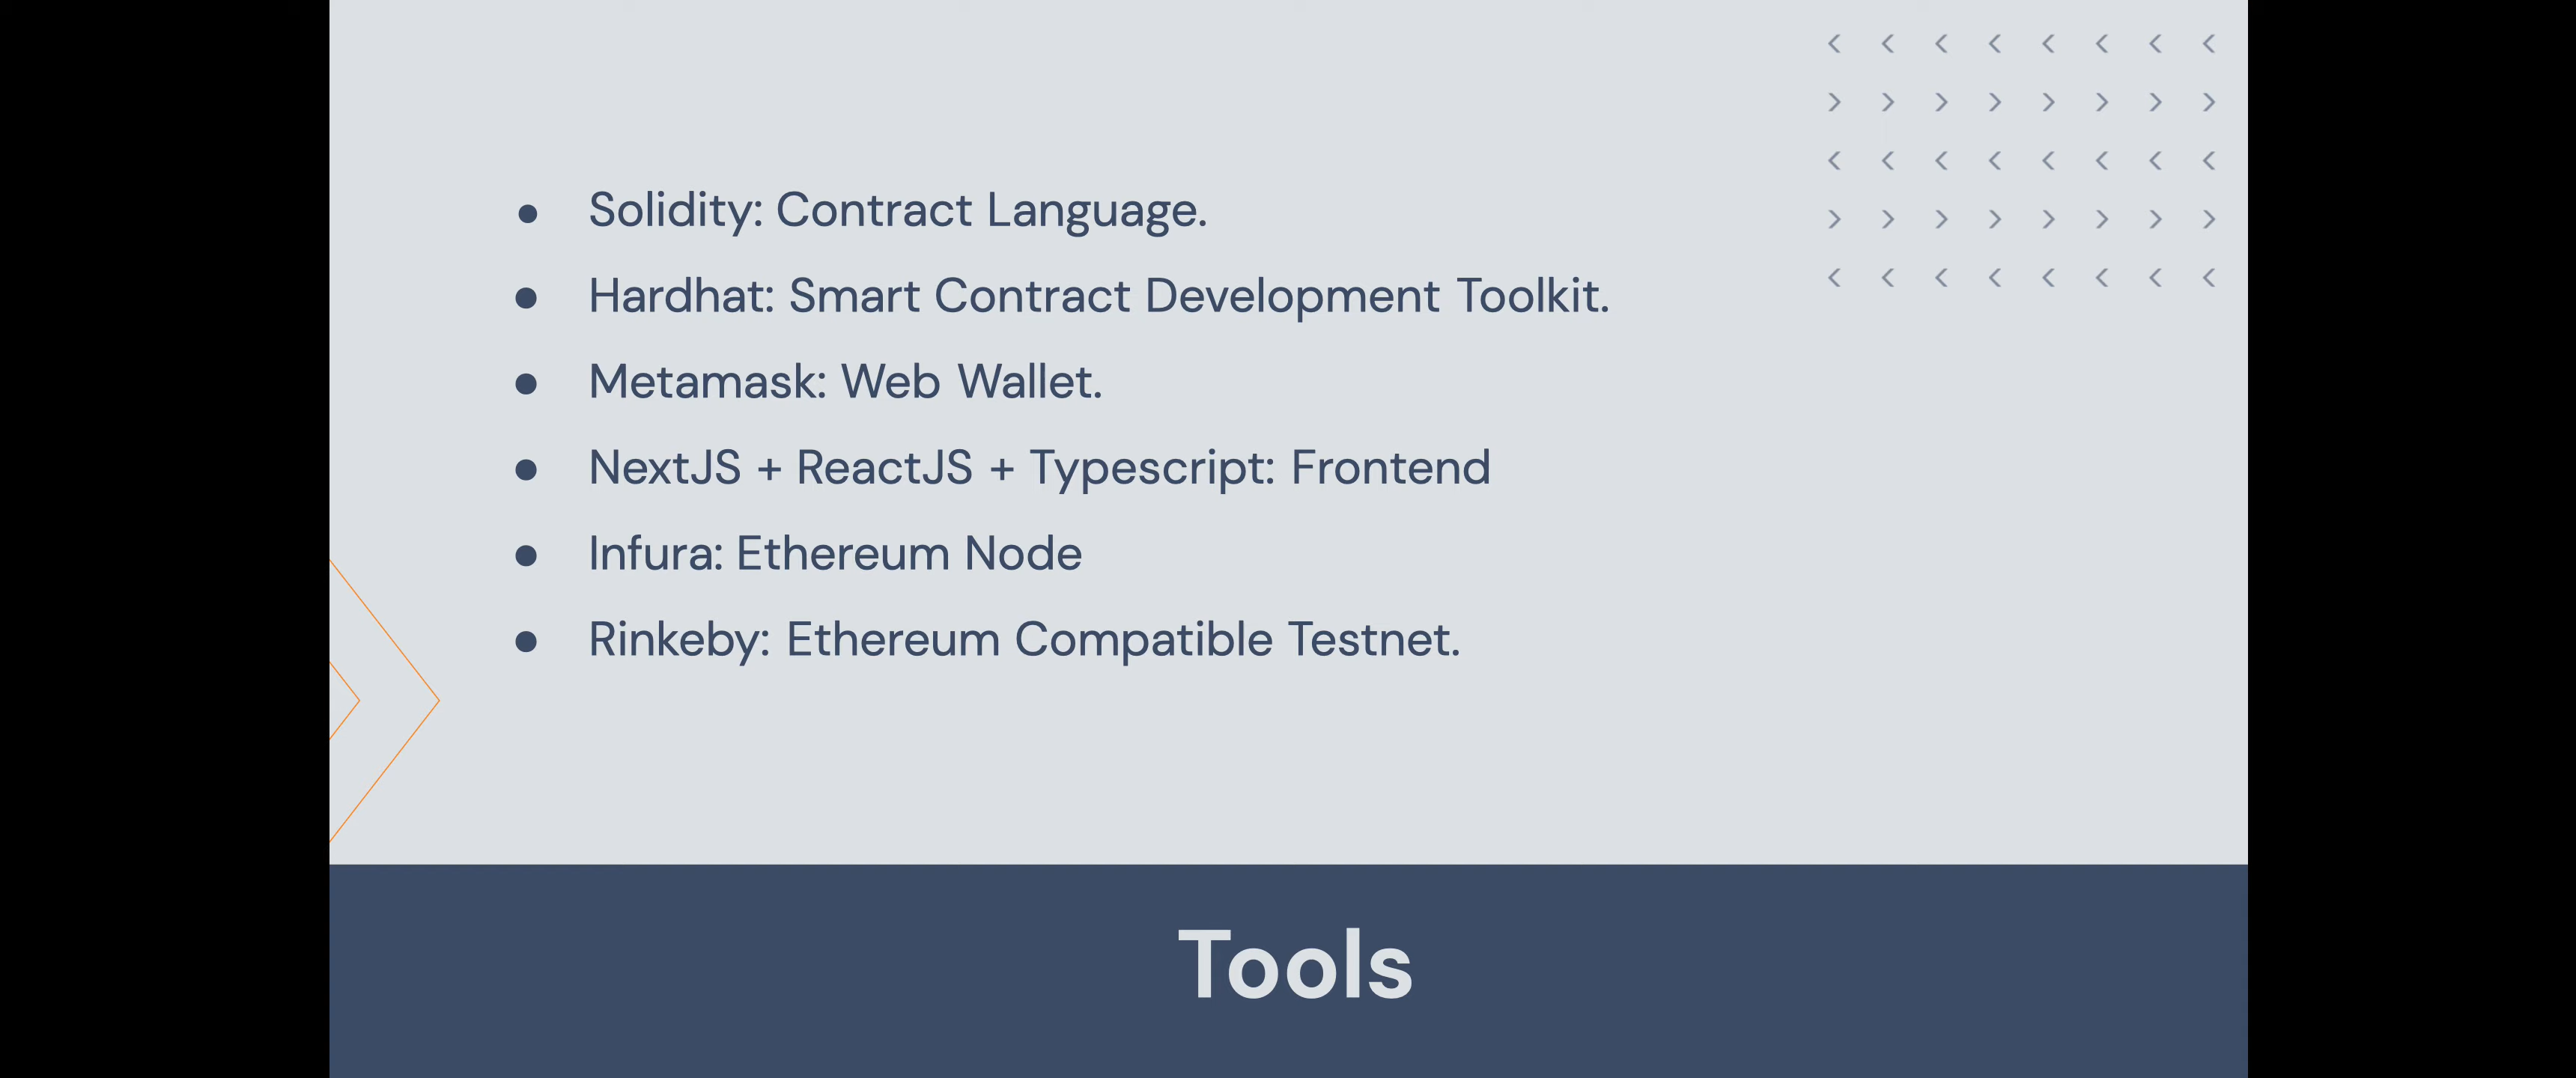 ● Solidity: Contract Language.
● Hardhat: Smart Contract Development Toolkit.
● Metamask: Web Wallet.
● NextJS + ReactJS + Typescript: Frontend
● Infura: Ethereum Node
● Rinkeby: Ethereum Compatible Testnet.
Tools